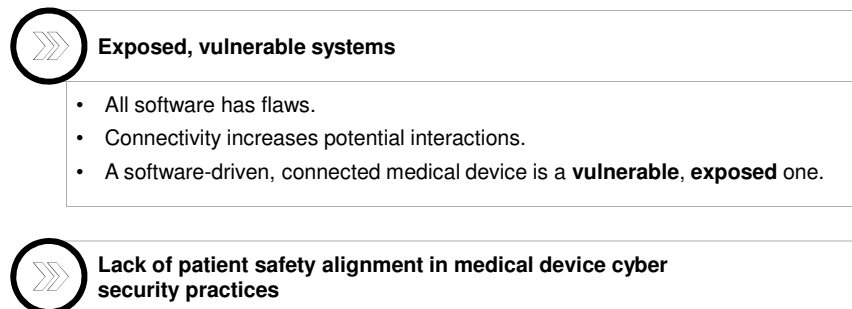 Exposed, vulnerable systems
• All software has flaws.
• Connectivity increases potential interactions.
• A software-driven, connected medical device is a vulnerable, exposed one.
Lack of patient safety alignment in medical device cyber
security practices